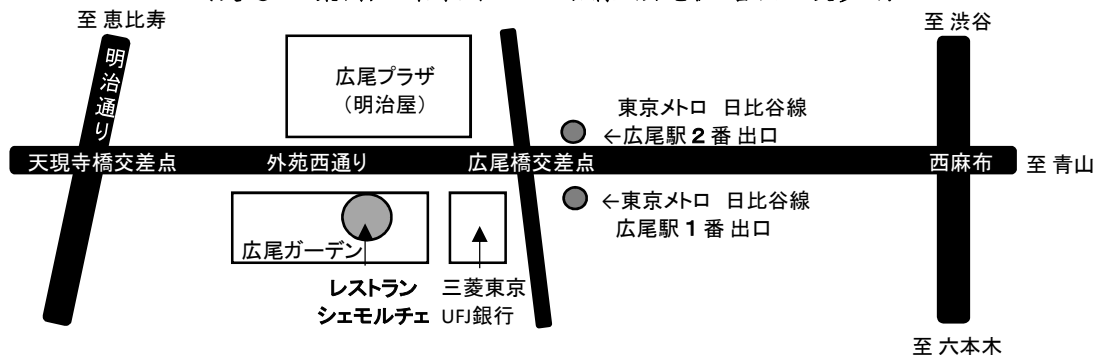 至 恵比寿
至 渋谷
明治通り
広尾プラザ
（明治屋）
東京メトロ　日比谷線
←広尾駅 2 番 出口
天現寺橋交差点
外苑西通り
広尾橋交差点
西麻布
至 青山
←東京メトロ　日比谷線
広尾駅 1 番 出口
広尾ガーデン
レストラン
シェモルチェ
三菱東京
UFJ銀行
至 六本木